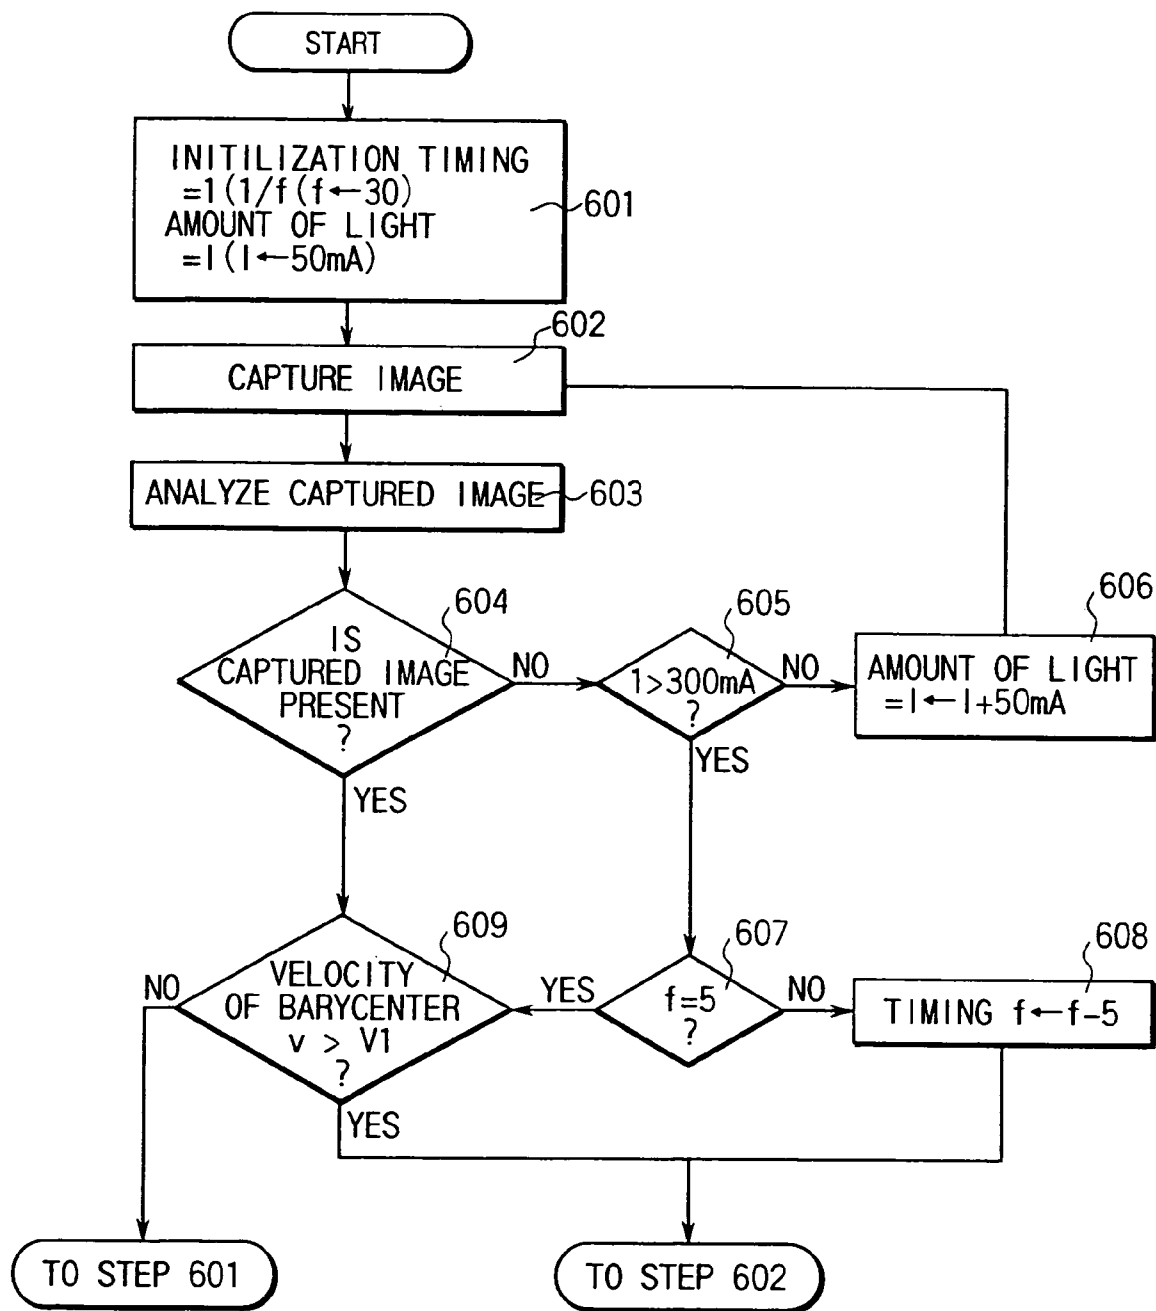 START
INITILIZATION TIMING
=1(1/f(f←30)
AMOUNT OF LIGHT
=I(I←50mA)
601
602
CAPTURE IMAGE
ANALYZE CAPTURED IMAGE
603
604
IS
CAPTURED IMAGE
PRESENT
?
NO
YES
605
1>300mA
?
NO
YES
606
AMOUNT OF LIGHT
=I←I+50mA
609
VELOCITY
OF BARYCENTER
v > V1
?
NO
YES
607
f=5
?
YES
NO
608
TIMING f←f-5
TO STEP 601
TO STEP 602